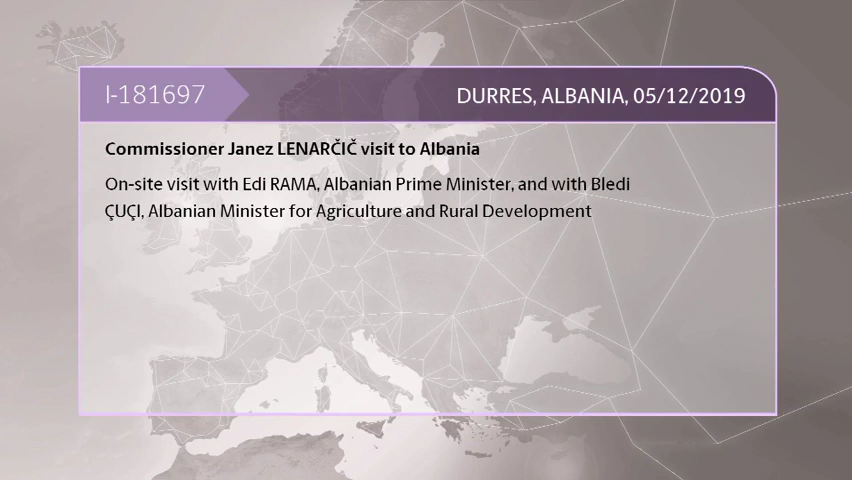 I-181697
DURRES, ALBANIA, 05/12/2019
Commissioner Janez LENARČIČ visit to Albania
On-site visit with Edi RAMA, Albanian Prime Minister, and with Bledi
ÇUÇI, Albanian Minister for Agriculture and Rural Development